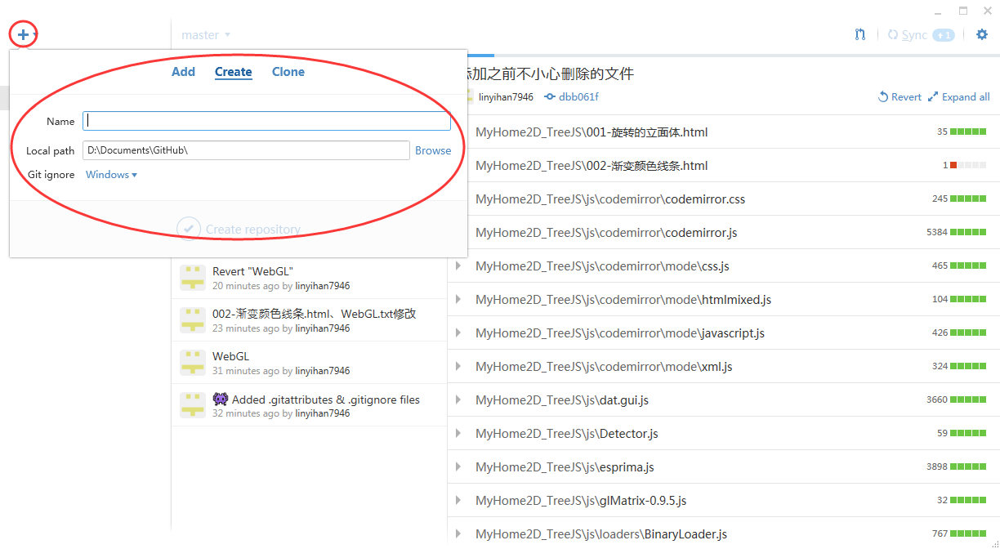 master
Sync 1
Add Create Clone
Name
Local path D:\Documents\GitHub\ Browse
Git ignore Windows
Create repository
Revert "WebGL"
20 minutes ago by linyihan7946
002-渐变颜色线条.html、WebGL.txt修改
23 minutes ago by linyihan7946
WebGL
31 minutes ago by linyihan7946
Added .gitattributes & .gitignore files
32 minutes ago by linyihan7946
添加之前不小心删除的文件
linyihan7946 dbb061f Revert Expand all
MyHome2D_TreeJS\001-旋转的立面体.html 35
MyHome2D_TreeJS\002-渐变颜色线条.html 1
MyHome2D_TreeJS\js\codemirror\codemirror.css 245
MyHome2D_TreeJS\js\codemirror\codemirror.js 5384
MyHome2D_TreeJS\js\codemirror\mode\css.js 465
MyHome2D_TreeJS\js\codemirror\mode\htmlmixed.js 104
MyHome2D_TreeJS\js\codemirror\mode\javascript.js 426
MyHome2D_TreeJS\js\codemirror\mode\xml.js 324
MyHome2D_TreeJS\js\dat.gui.js 3660
MyHome2D_TreeJS\js\Detector.js 59
MyHome2D_TreeJS\js\esprima.js 3898
MyHome2D_TreeJS\js\glMatrix-0.9.5.js 32
MyHome2D_TreeJS\js\loaders\BinaryLoader.js 767